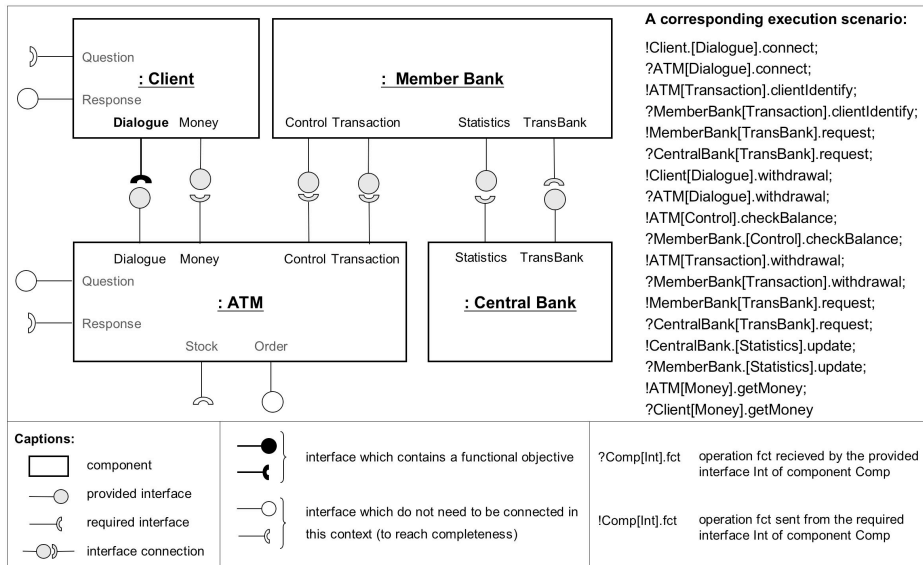 Question
: Client
Response
Dialogue Money
: Member Bank
Control Transaction
Statistics TransBank
Dialogue Money
Control Transaction
Question
: ATM
Response
Stock Order
Statistics TransBank
: Central Bank
A corresponding execution scenario:
!Client.[Dialogue].connect;
?ATM[Dialogue].connect;
!ATM[Transaction].clientIdentify;
?MemberBank[Transaction].clientIdentify;
!MemberBank[TransBank].request;
?CentralBank[TransBank].request;
!Client[Dialogue].withdrawal;
?ATM[Dialogue].withdrawal;
!ATM[Control].checkBalance;
?MemberBank.[Control].checkBalance;
!ATM[Transaction].withdrawal;
?MemberBank[Transaction].withdrawal;
!MemberBank[TransBank].request;
?CentralBank[TransBank].request;
!CentralBank.[Statistics].update;
?MemberBank.[Statistics].update;
!ATM[Money].getMoney;
?Client[Money].getMoney
Captions:
component
provided interface
required interface
interface connection
interface which contains a functional objective
interface which do not need to be connected in
this context (to reach completeness)
?Comp[Int].fct operation fct recieved by the provided
interface Int of component Comp
!Comp[Int].fct operation fct sent from the required
interface Int of component Comp